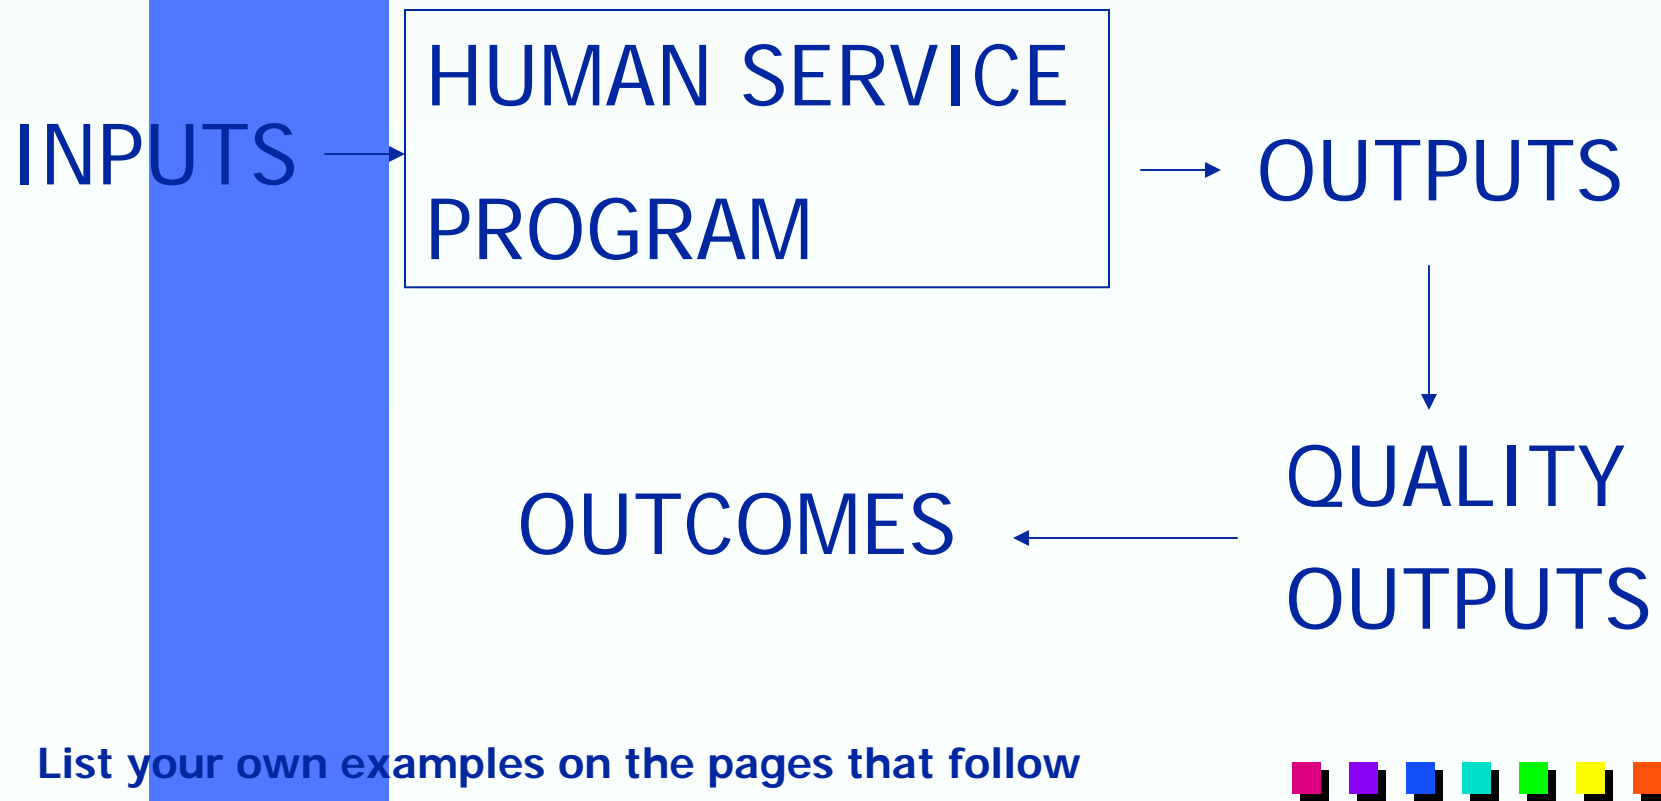 INPUTS
HUMAN SERVICE
PROGRAM
OUTPUTS
QUALITY
OUTPUTS
OUTCOMES
List your own examples on the pages that follow